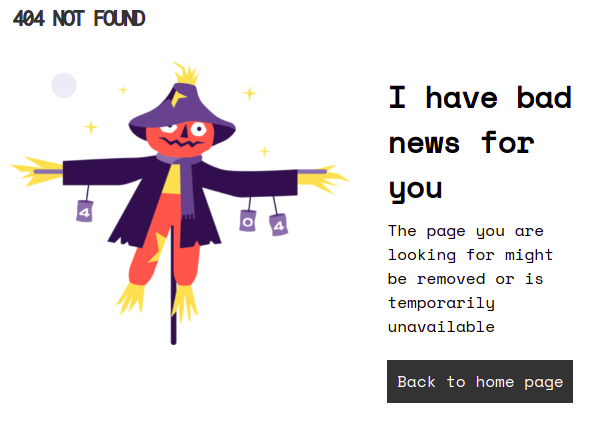 404 NOT FOUND
4
0
4
I have bad
news for
you
The page you are
looking for might
be removed or is
temporarily
unavailable
Back to home page